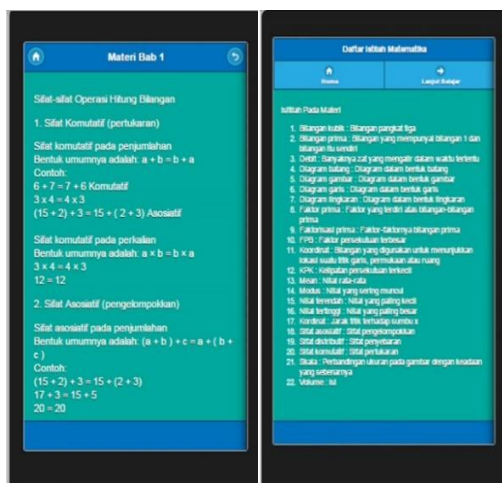 Materi Bab 1
Sifat-sifat Operasi Hitung Bilangan
1. Sifat Komutatif (pertukaran)
Sifat komutatif pada penjumlahan
Bentuk umumnya adalah: a + b = b + a
Contoh:
6 + 7 = 7 + 6 Komutatif
3 x 4 = 4 x 3
(15 + 2) + 3 = 15 + ( 2 + 3) Asosiatif
Sifat komutatif pada perkalian
Bentuk umumnya adalah: a × b = b × a
3 × 4 = 4 × 3
12 = 12
2. Sifat Asosiatif (pengelompokkan)
Sifat asosiatif pada penjumlahan
Bentuk umumnya adalah: (a + b ) + c = a + ( b +
c )
Contoh:
(15 + 2) + 3 = 15 + (2 + 3)
17 + 3 = 15 + 5
20 = 20
Daftar Istilah Matematika
Home
Lanjut Belajar
Istilah Pada Materi
1. Bilangan kubik : Bilangan pangkat tiga
2. Bilangan prima : Bilangan yang mempunyai bilangan 1 dan
bilangan itu sendiri
3. Debit : Banyaknya zat yang mengalir dalam waktu tertentu
4. Diagram batang : Diagram dalam bentuk batang
5. Diagram gambar : Diagram dalam bentuk gambar
6. Diagram garis : Diagram dalam bentuk garis
7. Diagram lingkaran : Diagram dalam bentuk lingkaran
8. Faktor prima : Faktor yang terdiri atas bilangan-bilangan
prima
9. Faktorisasi prima : Faktor-faktornya bilangan prima
10. FPB : Faktor persekutuan terbesar
11. Koordinat : Bilangan yang digunakan untuk menunjukkan
lokasi suatu titik garis, permukaan atau ruang
12. KPK : Kelipatan persekutuan terkecil
13. Mean : Nilai rata-rata
14. Modus : Nilai yang sering muncul
15. Nilai terendah : Nilai yang paling kecil
16. Nilai tertinggi : Nilai yang paling besar
17. Kordinat : Jarak titik terhadap sumbu x
18. Sifat asosiatif : Sifat pengelompokan
19. Sifat distributif : Sifat penyebaran
20. Sifat komutatif : Sifat pertukaran
21. Skala : Perbandingan ukuran pada gambar dengan keadaan
yang sebenarnya
22. Volume : Isi